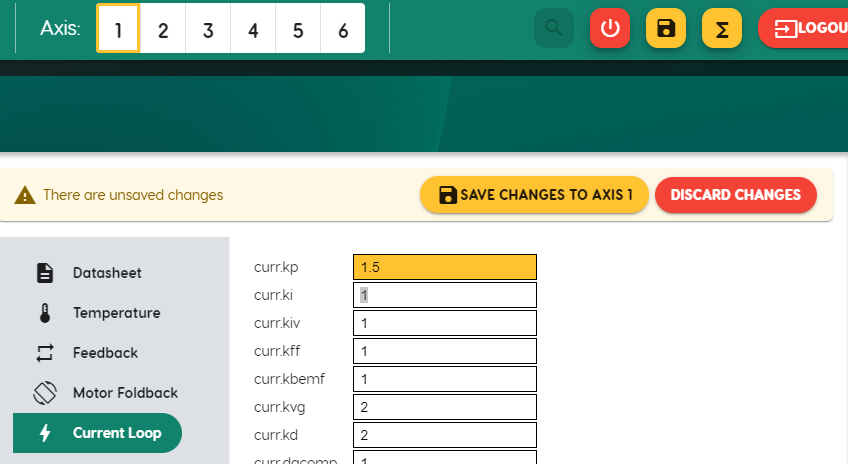 Axis: 1 2 3 4 5 6 Σ LOGOU
There are unsaved changes SAVE CHANGES TO AXIS 1 DISCARD CHANGES
Datasheet
Temperature
Feedback
Motor Foldback
Current Loop
curr.kp 1.5
curr.ki 1
curr.kiv 1
curr.kff 1
curr.kbemf 1
curr.kvg 2
curr.kd 2
curr.dacomp 1